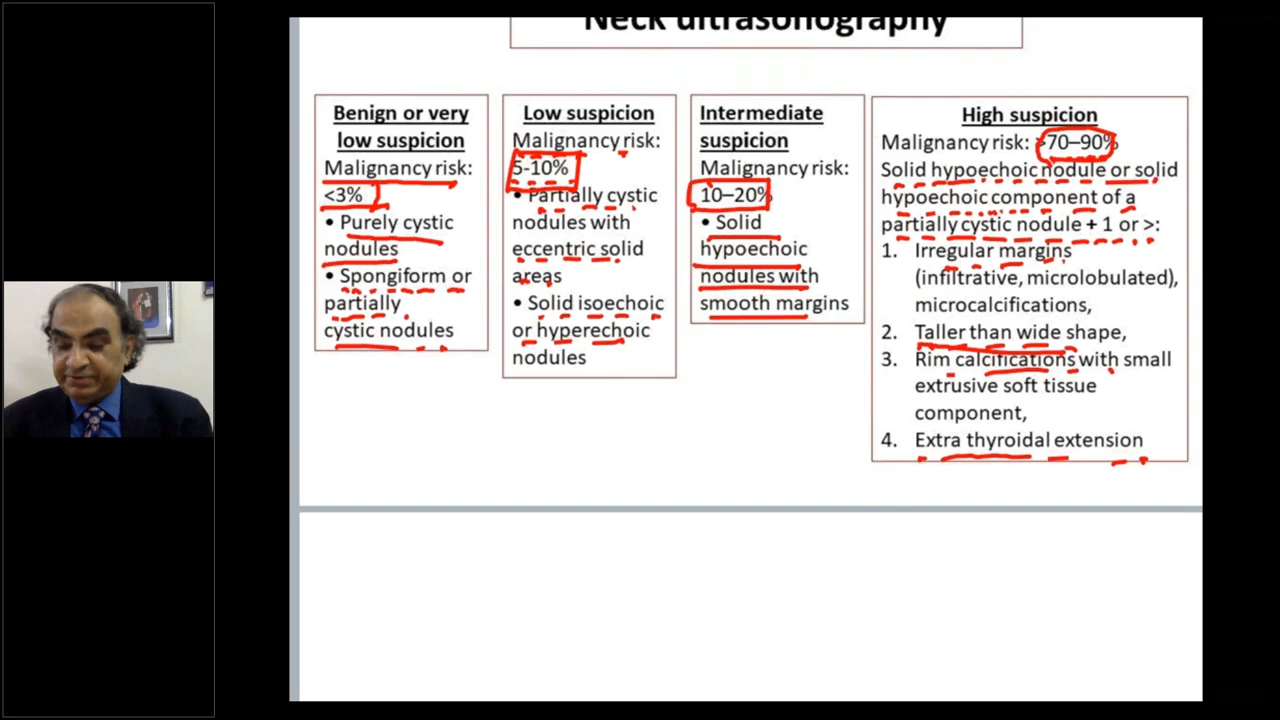 Neck ultrasonography
Benign or very
low suspicion
Malignancy risk:
<3%
• Purely cystic
nodules
• Spongiform or
partially
cystic nodules
Low suspicion
Malignancy risk:
5-10%
• Partially cystic
nodules with
eccentric solid
areas
• Solid isoechoic
or hyperechoic
nodules
Intermediate
suspicion
Malignancy risk:
10–20%
• Solid
hypoechoic
nodules with
smooth margins
High suspicion
Malignancy risk: >70–90%
Solid hypoechoic nodule or solid
hypoechoic component of a
partially cystic nodule + 1 or >:
1. Irregular margins
(infiltrative, microlobulated),
microcalcifications,
2. Taller than wide shape,
3. Rim calcifications with small
extrusive soft tissue
component,
4. Extra thyroidal extension